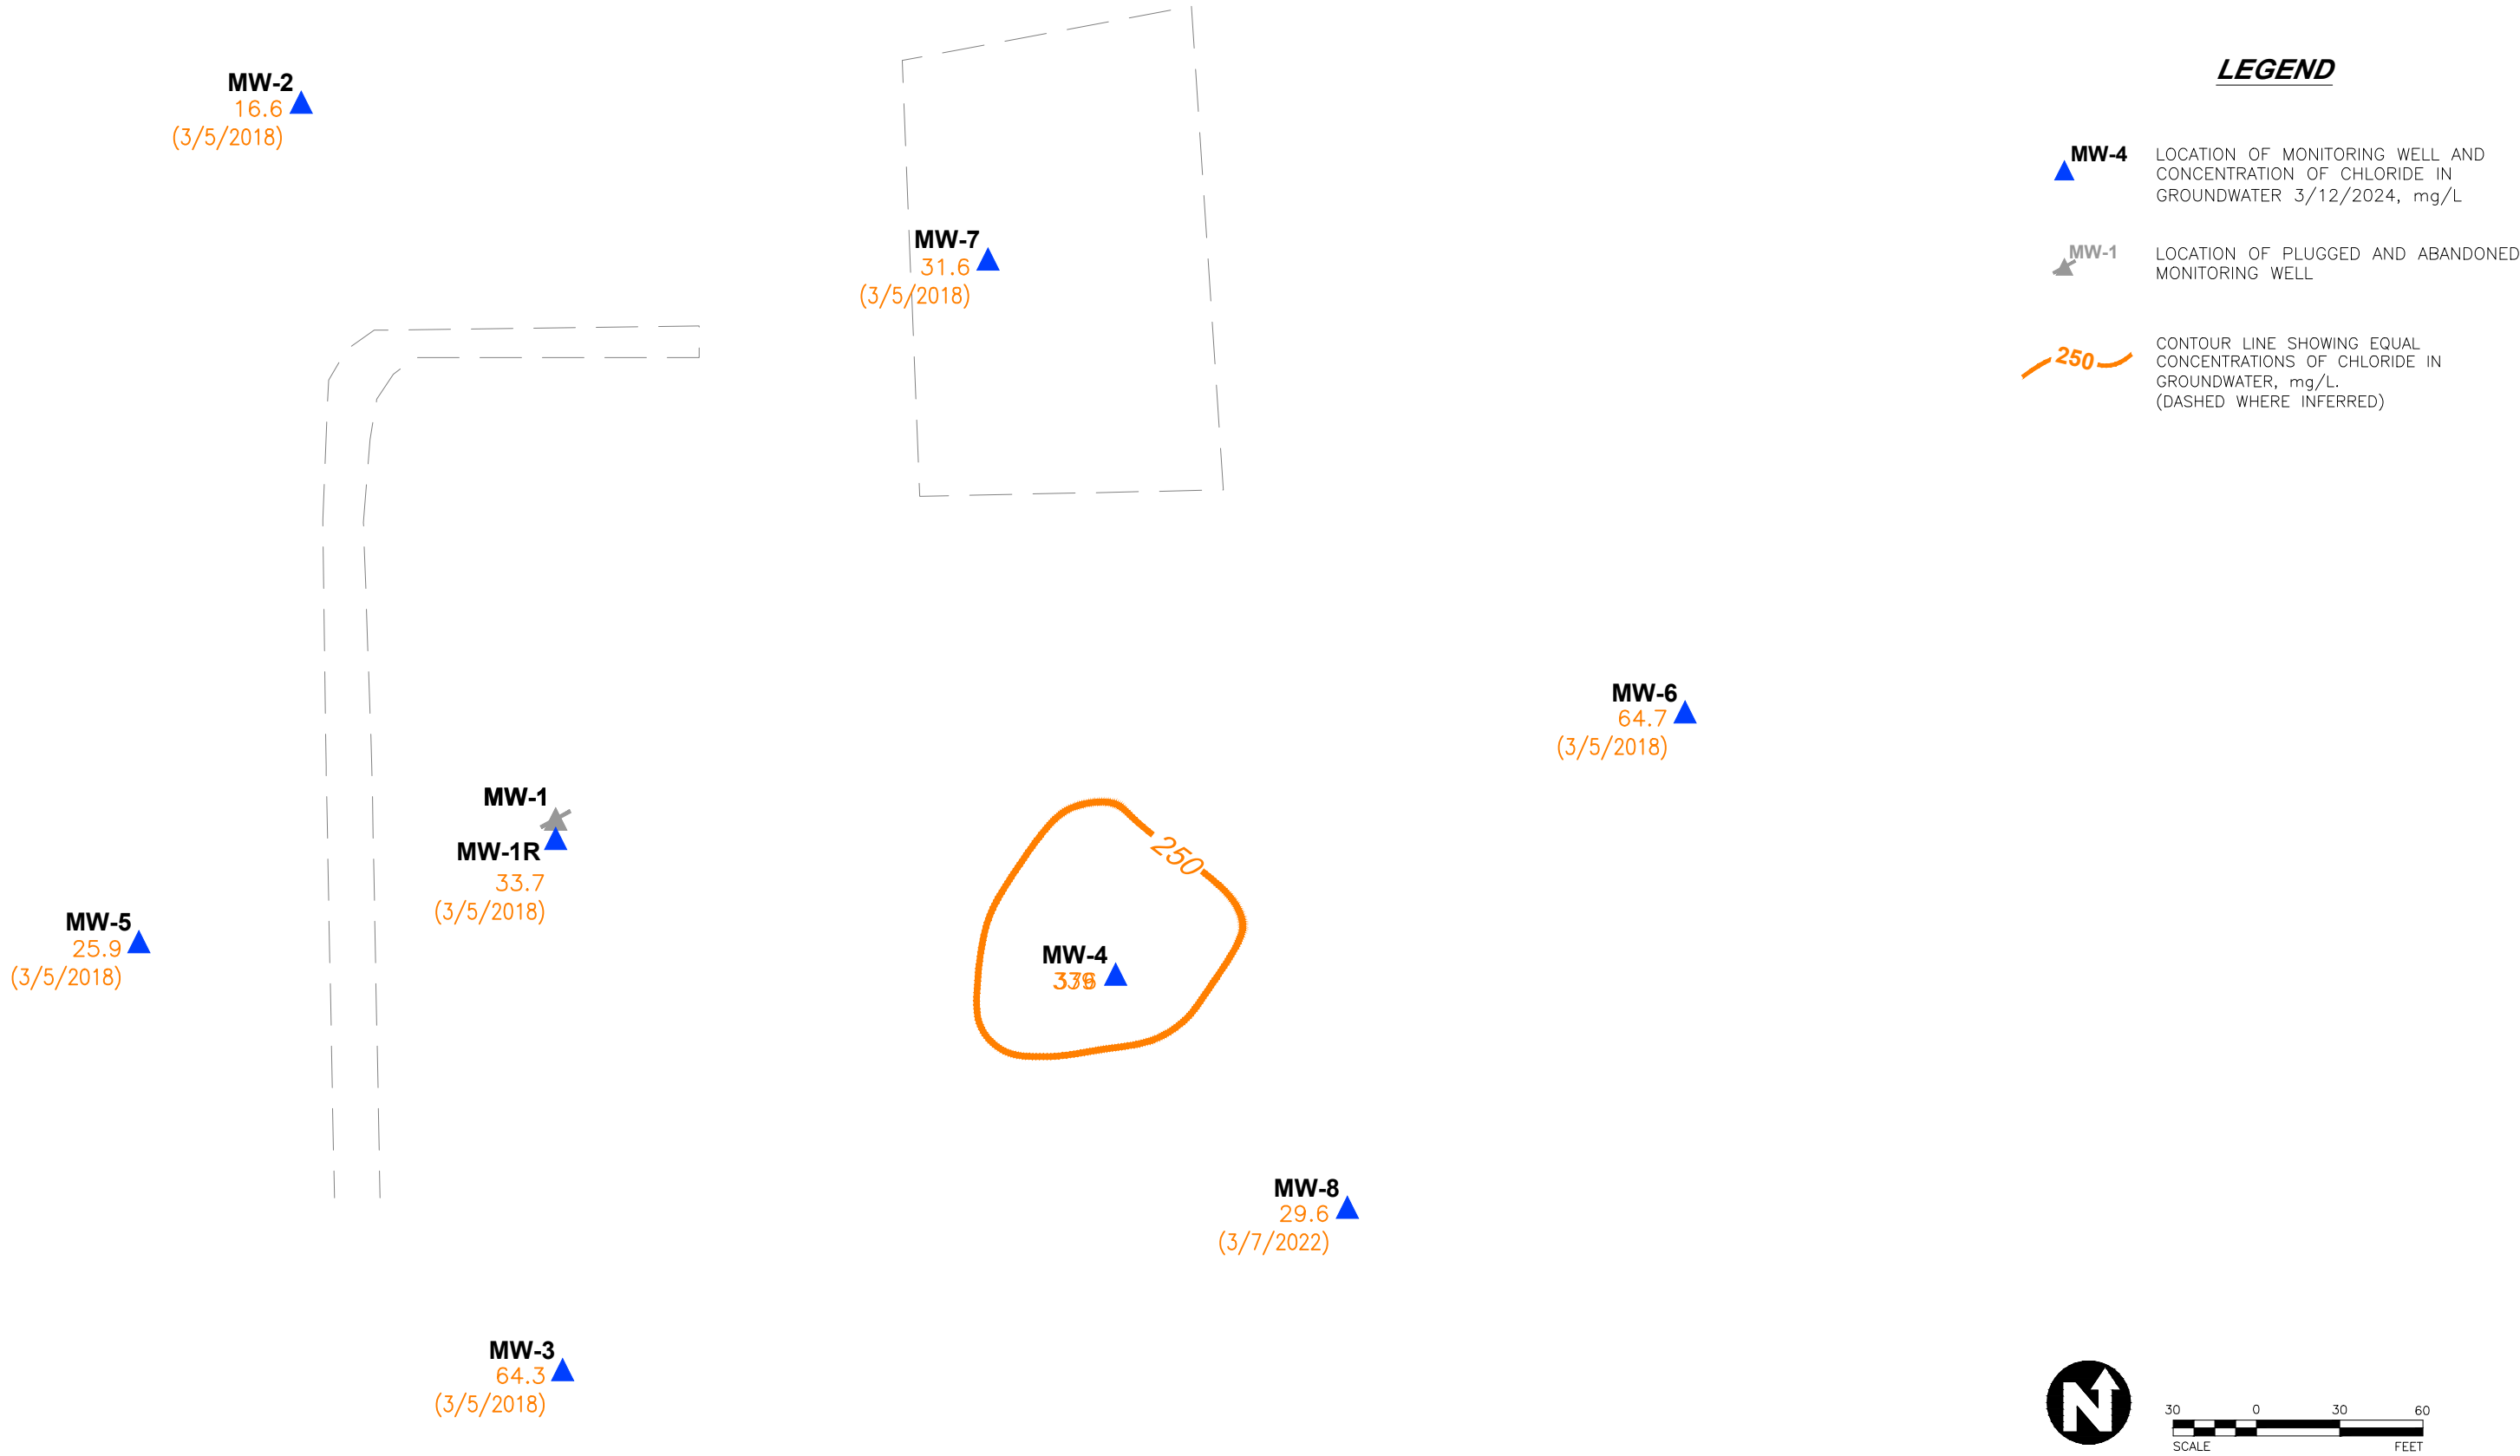 LEGEND
MW-2
16.6
(3/5/2018)
MW-4
LOCATION OF MONITORING WELL AND
CONCENTRATION OF CHLORIDE IN
GROUNDWATER 3/12/2024, mg/L
MW-7
31.6
(3/5/2018)
MW-1
LOCATION OF PLUGGED AND ABANDONED
MONITORING WELL
250
CONTOUR LINE SHOWING EQUAL
CONCENTRATIONS OF CHLORIDE IN
GROUNDWATER, mg/L.
(DASHED WHERE INFERRED)
MW-6
64.7
(3/5/2018)
MW-1
MW-1R
33.7
(3/5/2018)
250
MW-5
25.9
(3/5/2018)
MW-4
MW-8
29.6
(3/7/2022)
MW-3
64.3
(3/5/2018)
N
30 0 30 60
SCALE FEET